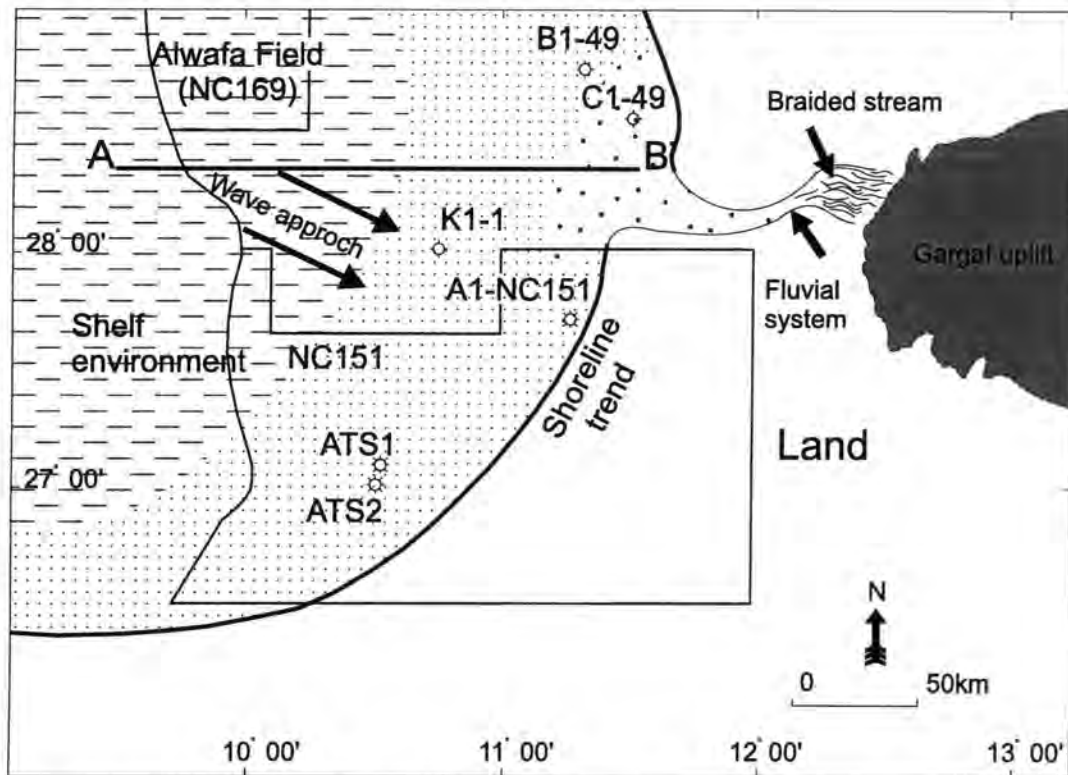 Alwafa Field
(NC169)
B1-49
C1-49
Braided stream
A
B'
Wave approch
K1-1
28° 00'
Gargaf uplift
A1-NC151
Fluvial
system
Shelf
environment
NC151
Shoreline
trend
ATS1
Land
27° 00'
ATS2
N
0 50km
10° 00' 11° 00' 12° 00' 13° 00'